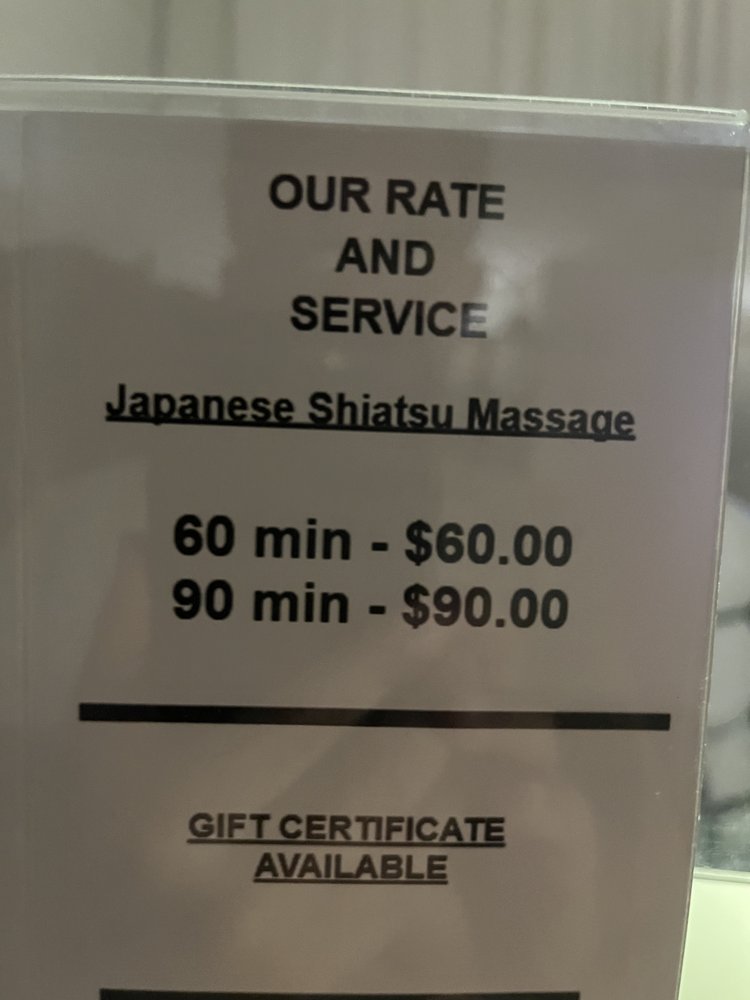 OUR RATE
AND
SERVICE
Japanese Shiatsu Massage
60 min - $60.00
90 min - $90.00
GIFT CERTIFICATE
AVAILABLE